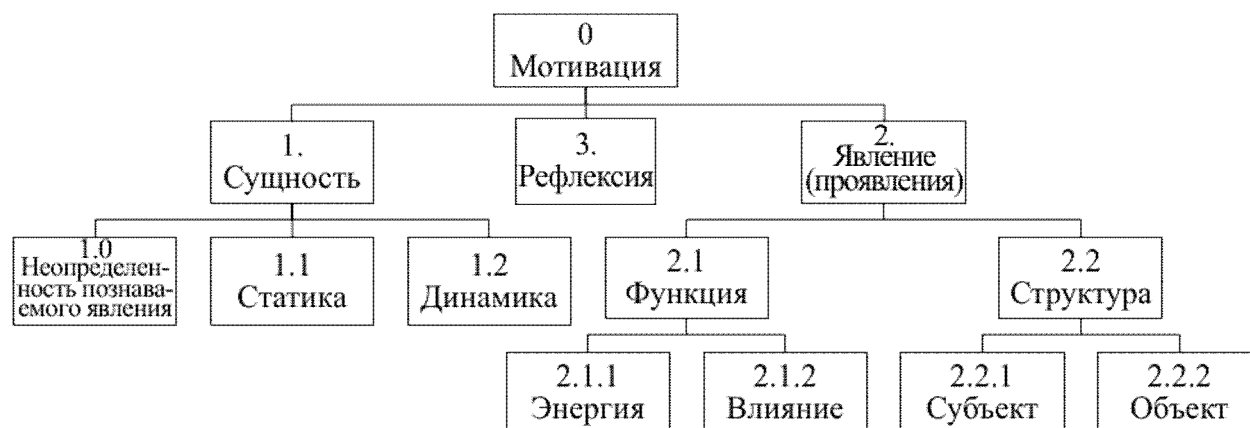 0
Мотивация
1.
Сущность
3.
Рефлексия
2.
Явление
(проявления)
1.0
Неопределен-
ность познава-
емого явления
1.1
Статика
1.2
Динамика
2.1
Функция
2.2
Структура
2.1.1
Энергия
2.1.2
Влияние
2.2.1
Субъект
2.2.2
Объект